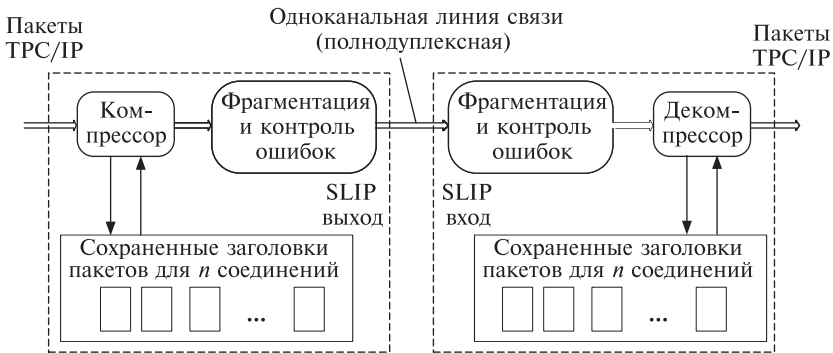 Одноканальная линия связи
(полнодуплексная)
Пакеты
TPC/IP
Пакеты
TPC/IP
Ком-
прессор
Фрагментация
и контроль
ошибок
Фрагментация
и контроль
ошибок
Деком-
прессор
SLIP
выход
SLIP
вход
Сохраненные заголовки
пакетов для n соединений
...
Сохраненные заголовки
пакетов для n соединений
...